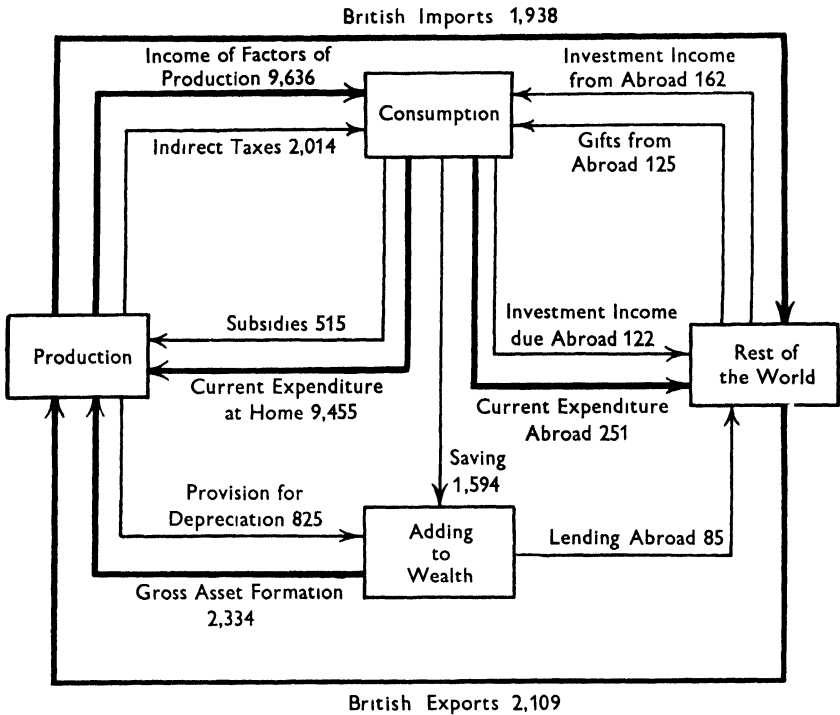 British Imports 1,938
Income of Factors of
Production 9,636
Investment Income
from Abroad 162
Consumption
Indirect Taxes 2,014
Gifts from
Abroad 125
Subsidies 515
Investment Income
due Abroad 122
Production
Rest of
the World
Current Expenditure
at Home 9,455
Current Expenditure
Abroad 251
Saving
1,594
Provision for
Depreciation 825
Adding
to
Wealth
Lending Abroad 85
Gross Asset Formation
2,334
British Exports 2,109